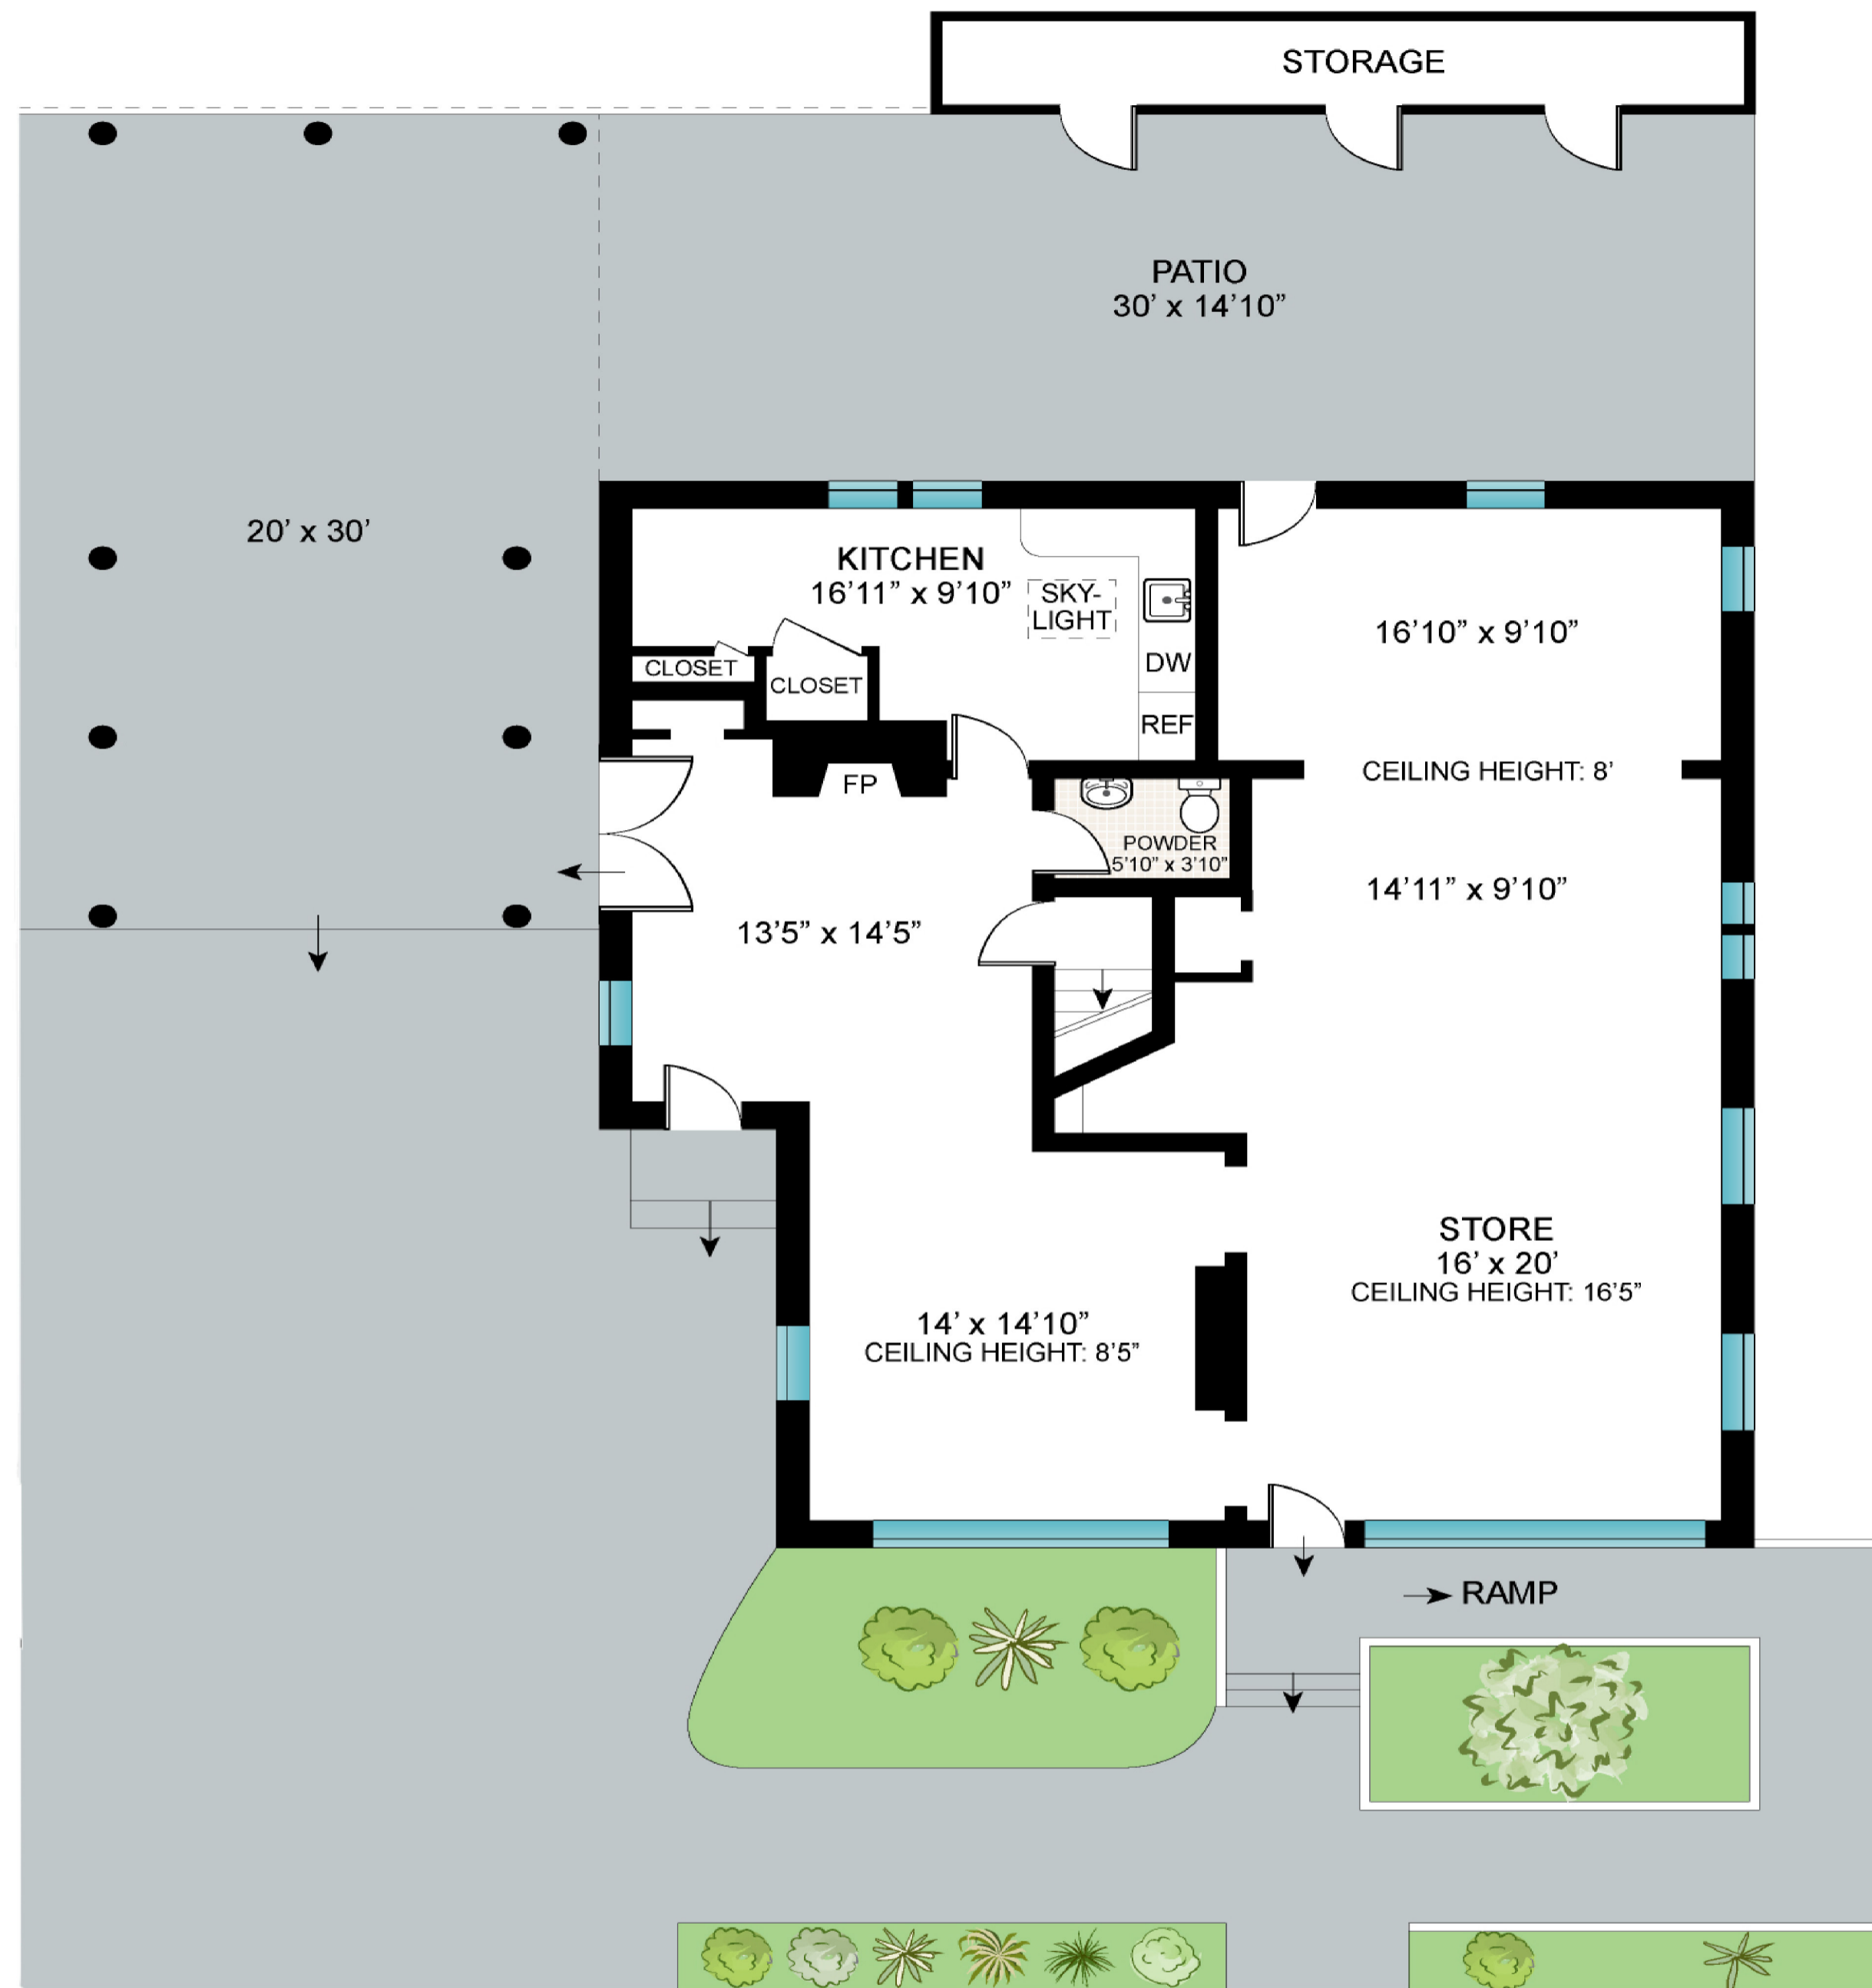 STORAGE
PATIO
30’ x 14’10”
20’ x 30’
KITCHEN
16’11” x 9’10”
SKY-
LIGHT
16’10” x 9’10”
CLOSET
CLOSET
DW
REF
FP
CEILING HEIGHT: 8’
POWDER
5’10” x 3’10”
14’11” x 9’10”
13’5” x 14’5”
STORE
16’ x 20’
CEILING HEIGHT: 16’5”
14’ x 14’10”
CEILING HEIGHT: 8’5”
RAMP